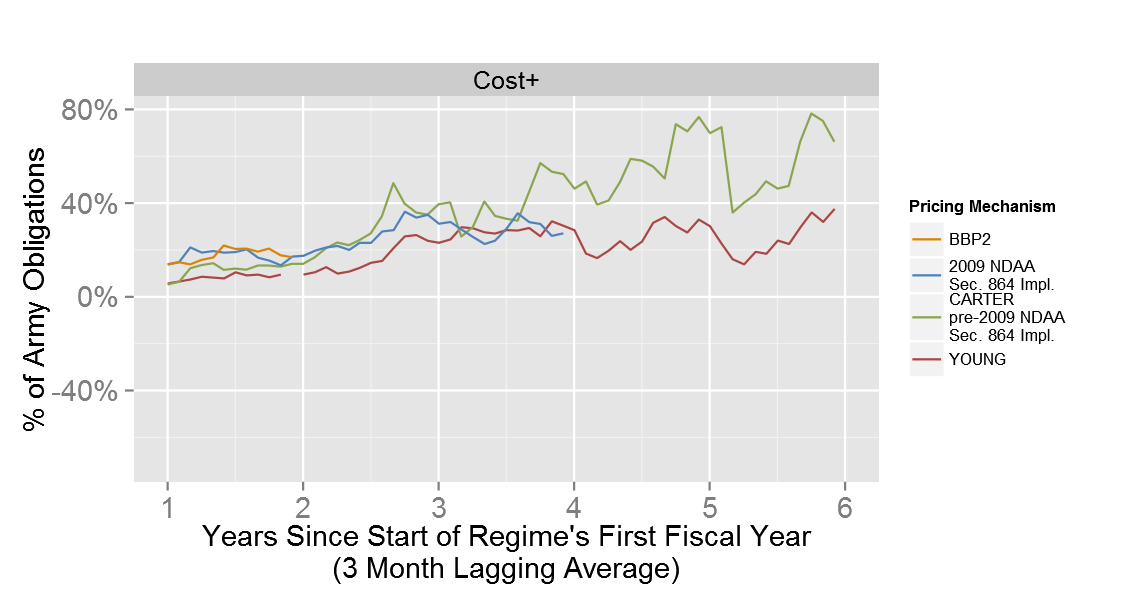 Cost+
80%
40%
0%
-40%
% of Army Obligations
1 2 3 4 5 6
Years Since Start of Regime's First Fiscal Year
(3 Month Lagging Average)
Pricing Mechanism
BBP2
2009 NDAA
Sec. 864 Impl.
CARTER
pre-2009 NDAA
Sec. 864 Impl.
YOUNG